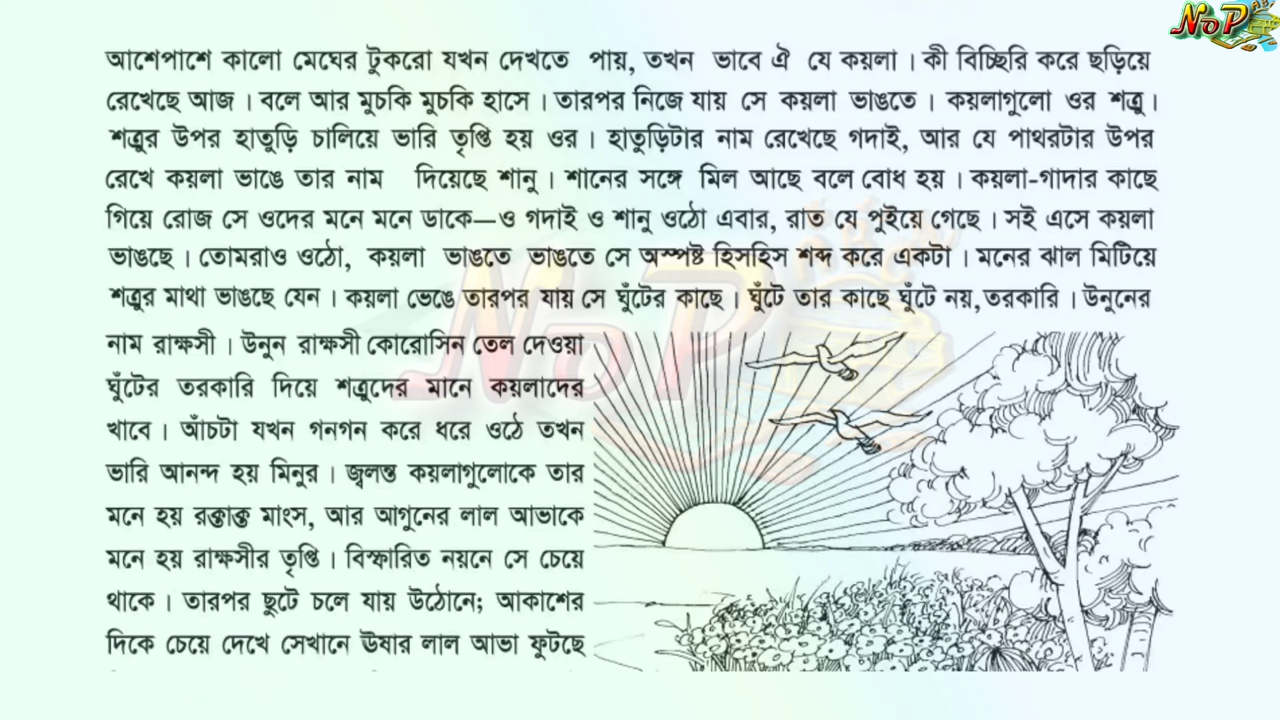 আশেপাশে কালো মেঘের টুকরো যখন দেখতে পায়, তখন ভাবে ঐ যে কয়লা । কী বিচ্ছিরি করে ছড়িয়ে
রেখেছে আজ । বলে আর মুচকি মুচকি হাসে । তারপর নিজে যায় সে কয়লা ভাঙতে । কয়লাগুলো ওর শত্রু।
শত্রুর উপর হাতুড়ি চালিয়ে ভারি তৃপ্তি হয় ওর । হাতুড়িটার নাম রেখেছে গদাই, আর যে পাথরটার উপর
রেখে কয়লা ভাঙে তার নাম দিয়েছে শানু । শানের সঙ্গে মিল আছে বলে বোধ হয় । কয়লা-গাদার কাছে
গিয়ে রোজ সে ওদের মনে মনে ডাকে—ও গদাই ও শানু ওঠো এবার, রাত যে পুইয়ে গেছে । সই এসে কয়লা
ভাঙছে । তোমরাও ওঠো, কয়লা ভাঙতে ভাঙতে সে অস্পষ্ট হিসহিস শব্দ করে একটা । মনের ঝাল মিটিয়ে
শত্রুর মাথা ভাঙছে যেন । কয়লা ভেঙে তারপর যায় সে ঘুঁটের কাছে । ঘুঁটে তার কাছে ঘুঁটে নয়, তরকারি । উনুনের
নাম রাক্ষসী । উনুন রাক্ষসী কোরোসিন তেল দেওয়া
ঘুঁটের তরকারি দিয়ে শত্রুদের মানে কয়লাদের
খাবে । আঁচটা যখন গনগন করে ধরে ওঠে তখন
ভারি আনন্দ হয় মিনুর । জ্বলন্ত কয়লাগুলোকে তার
মনে হয় রক্তাক্ত মাংস, আর আগুনের লাল আভাকে
মনে হয় রাক্ষসীর তৃপ্তি । বিস্ফারিত নয়নে সে চেয়ে
থাকে । তারপর ছুটে চলে যায় উঠোনে; আকাশের
দিকে চেয়ে দেখে সেখানে ঊষার লাল আভা ফুটছে
NoP